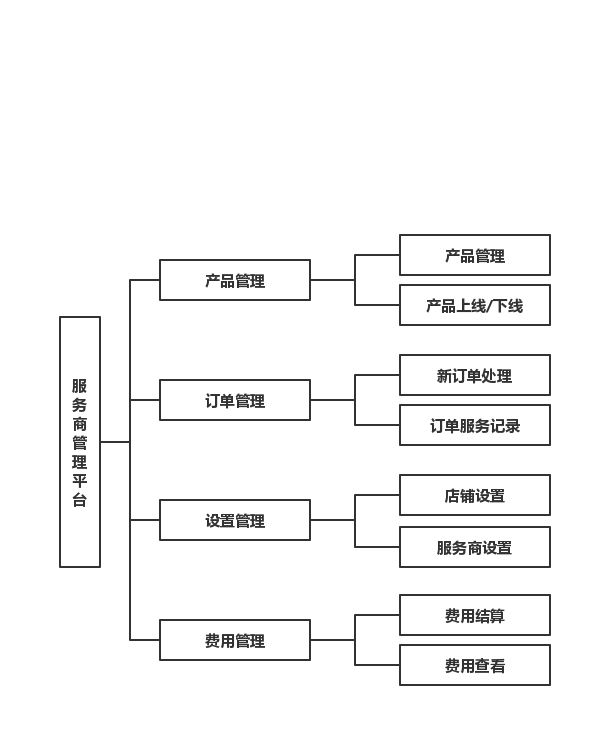 服务商管理平台
产品管理
产品管理
产品上线/下线
订单管理
新订单处理
订单服务记录
设置管理
店铺设置
服务商设置
费用管理
费用结算
费用查看